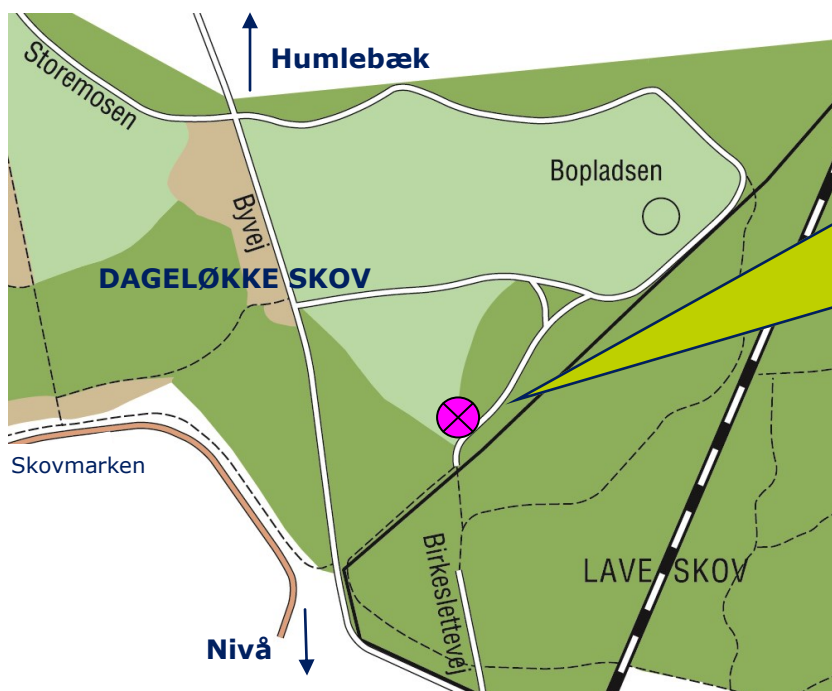 Humlebæk
Storemosen
Bopladsen
Byvej
DAGELØKKE SKOV
Skovmarken
Birkeslettevej
LAVE SKOV
Nivå